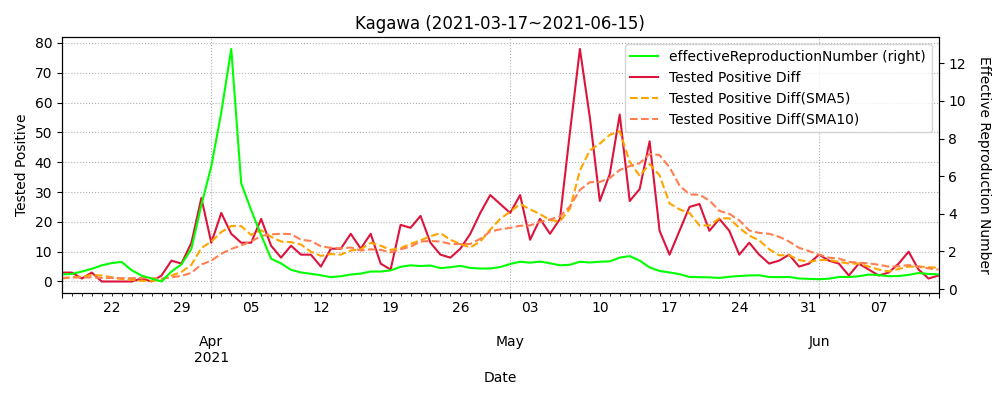 Kagawa (2021-03-17~2021-06-15)
effectiveReproductionNumber (right)
Tested Positive Diff
Tested Positive Diff(SMA5)
Tested Positive Diff(SMA10)
Tested Positive
80
70
60
50
40
30
20
10
0
12
10
8
6
4
2
0
Effective Reproduction Number
22 29 05 12 19 26 03 10 17 24 31 07
Apr May Jun
2021
Date